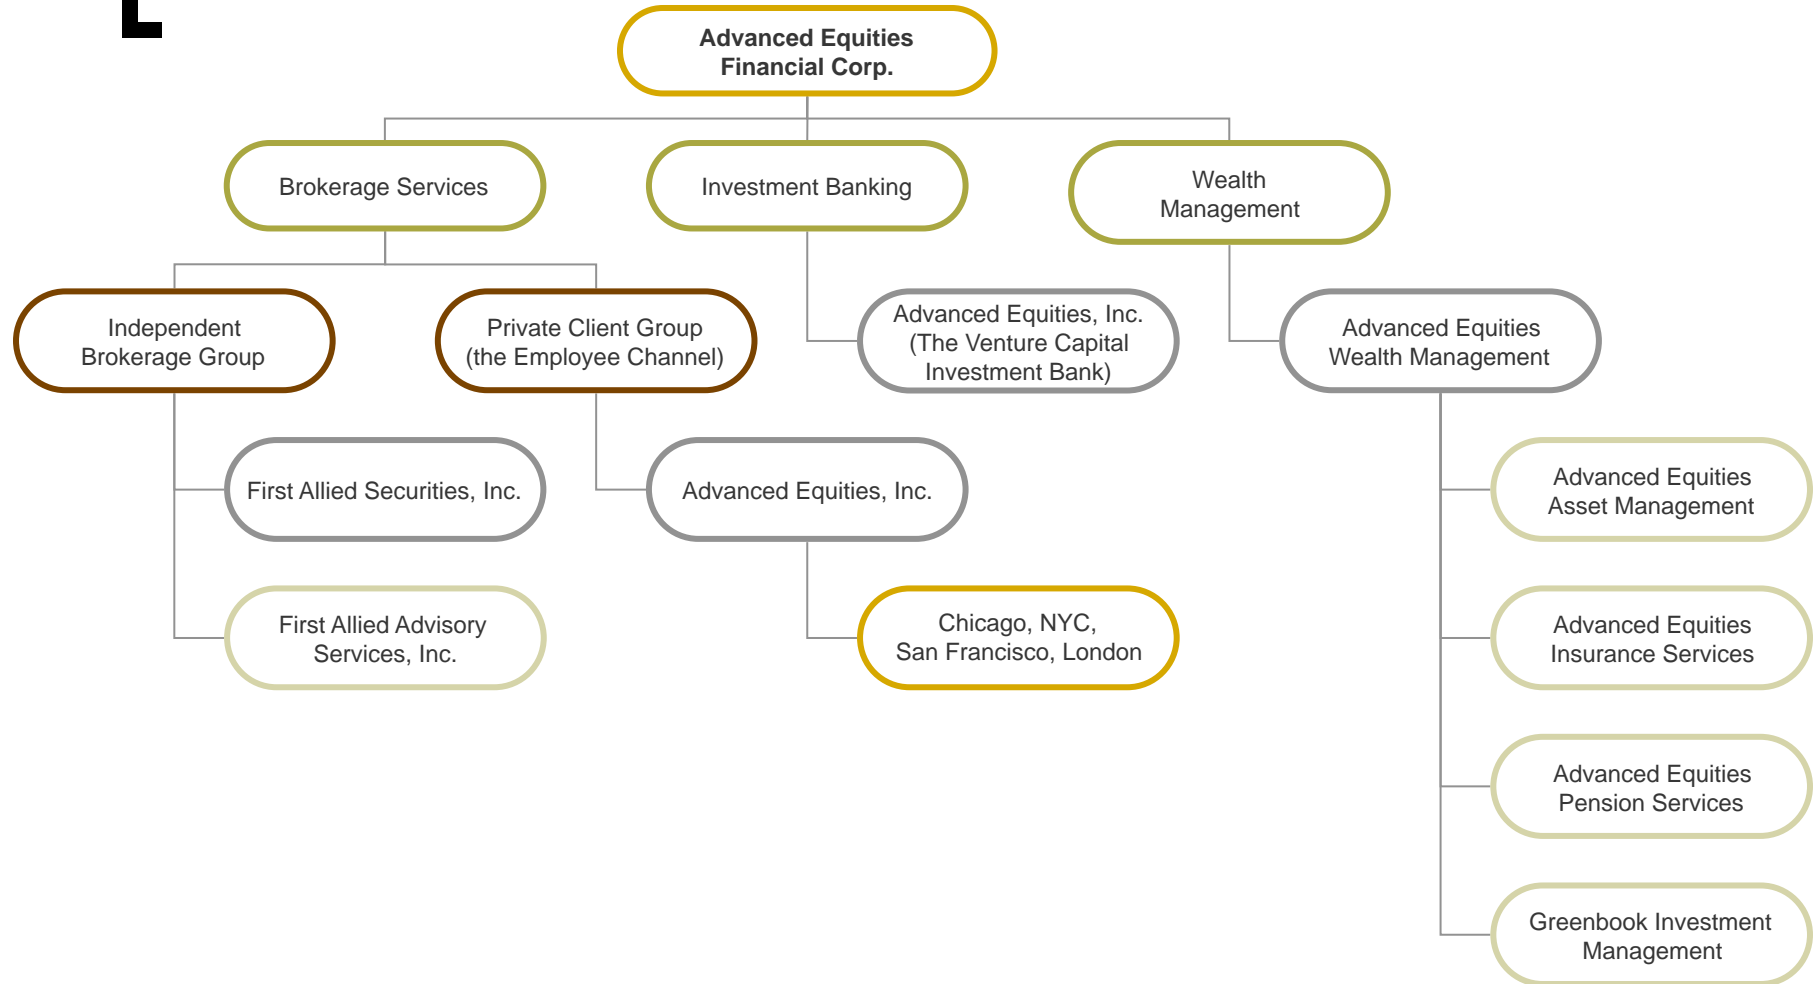 Advanced Equities
Financial Corp.
Brokerage Services
Investment Banking
Wealth
Management
Independent
Brokerage Group
Private Client Group
(the Employee Channel)
Advanced Equities, Inc.
(The Venture Capital
Investment Bank)
Advanced Equities
Wealth Management
First Allied Securities, Inc.
Advanced Equities, Inc.
Advanced Equities
Asset Management
First Allied Advisory
Services, Inc.
Chicago, NYC,
San Francisco, London
Advanced Equities
Insurance Services
Advanced Equities
Pension Services
Greenbook Investment
Management